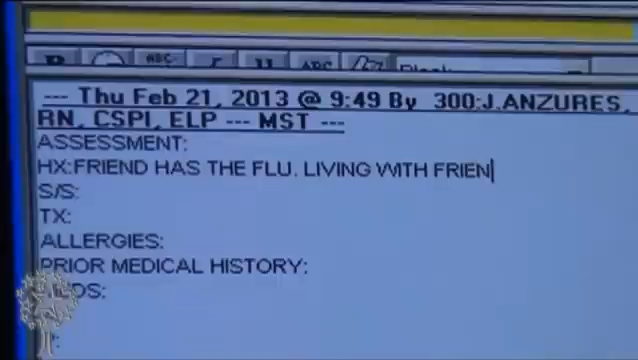 --- Thu Feb 21, 2013 @ 9:49 By 300:J.ANZURES,
RN, CSPI, ELP --- MST ---
ASSESSMENT:
HX:FRIEND HAS THE FLU. LIVING WITH FRIEN
S/S:
TX:
ALLERGIES:
PRIOR MEDICAL HISTORY: